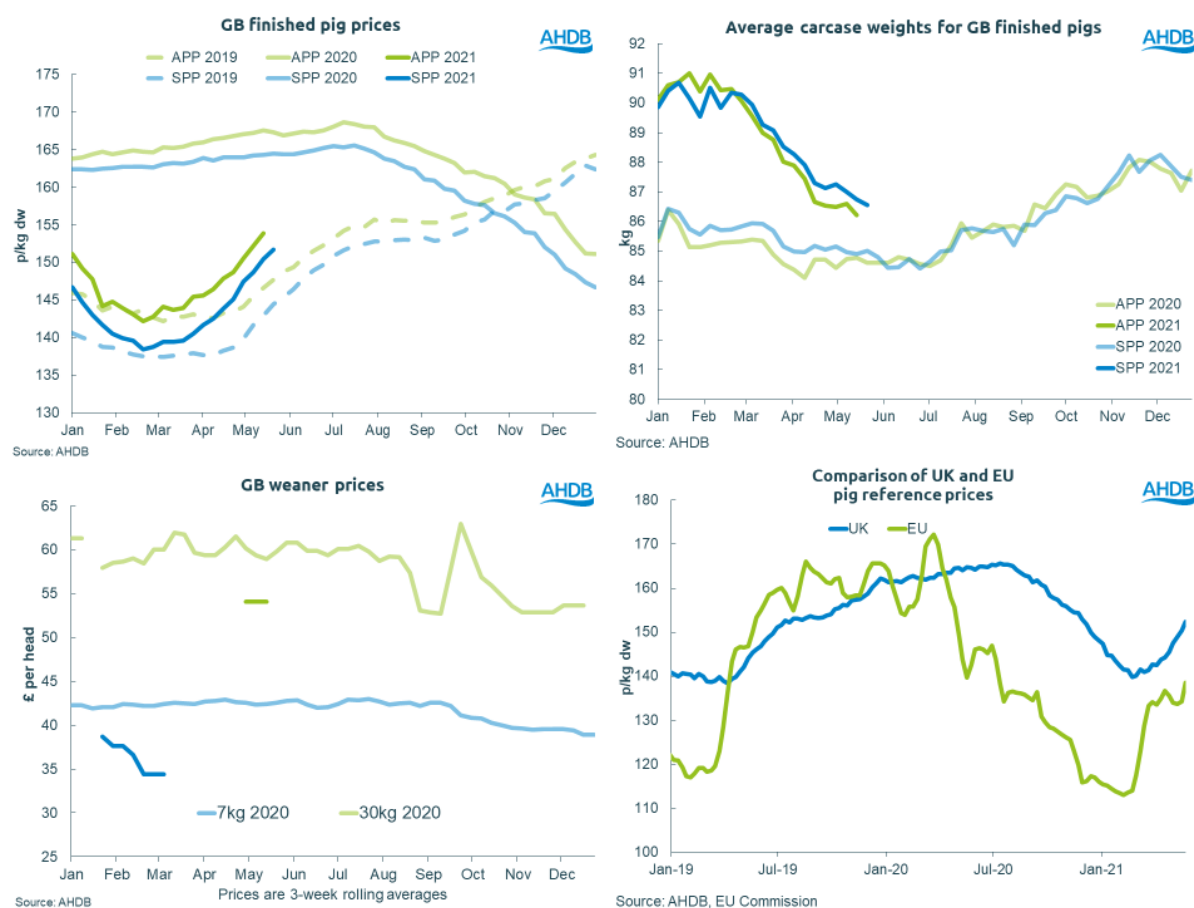 GB finished pig prices
AHDB
APP 2019 APP 2020 APP 2021
SPP 2019 SPP 2020 SPP 2021
175
170
165
160
155
150
145
140
135
130
p/kg dw
Jan Feb Mar Apr May Jun Jul Aug Sep Oct Nov Dec
Source: AHDB
Average carcase weights for GB finished pigs
AHDB
92
91
90
89
88
87
86
85
84
83
82
81
80
kg
APP 2020
APP 2021
SPP 2020
SPP 2021
Jan Feb Mar Apr May Jun Jul Aug Sep Oct Nov Dec
Source: AHDB
GB weaner prices
AHDB
65
60
55
50
45
40
35
30
25
£ per head
7kg 2020 30kg 2020
Jan Feb Mar Apr May Jun Jul Aug Sep Oct Nov Dec
Prices are 3-week rolling averages
Source: AHDB
Comparison of UK and EU
pig reference prices
AHDB
UK EU
180
170
160
150
140
130
120
110
100
p/kg dw
Jan-19 Jul-19 Jan-20 Jul-20 Jan-21
Source: AHDB, EU Commission